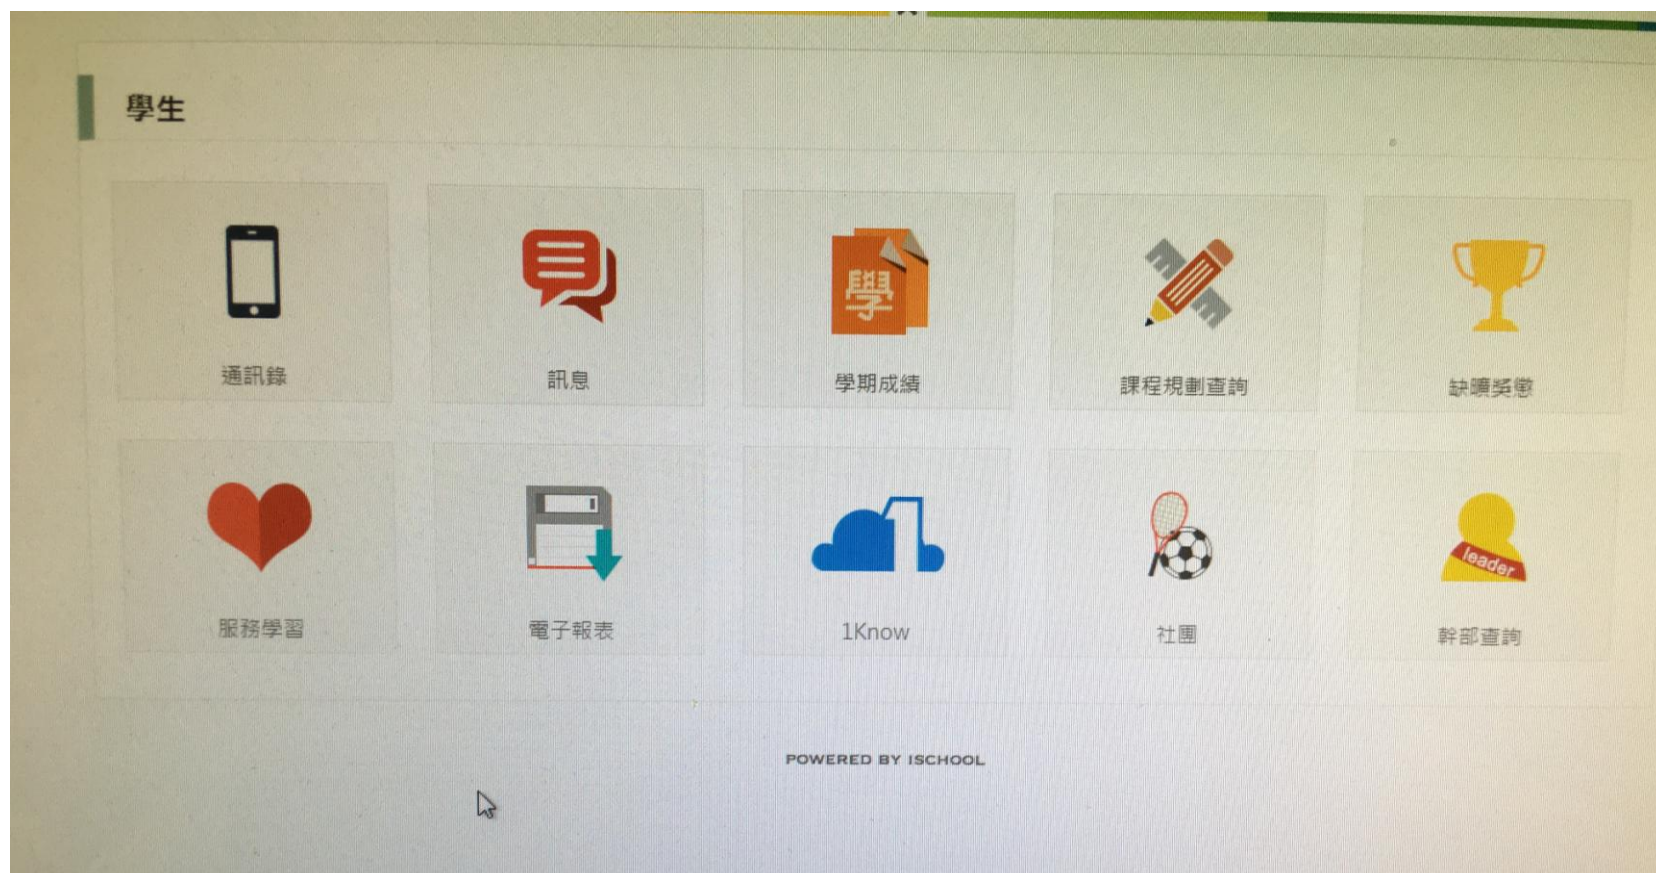 學生
通訊錄
訊息
學
學期成績
課程規劃查詢
缺曠獎懲
服務學習
電子報表
1Know
社團
leader
幹部查詢
POWERED BY ISCHOOL